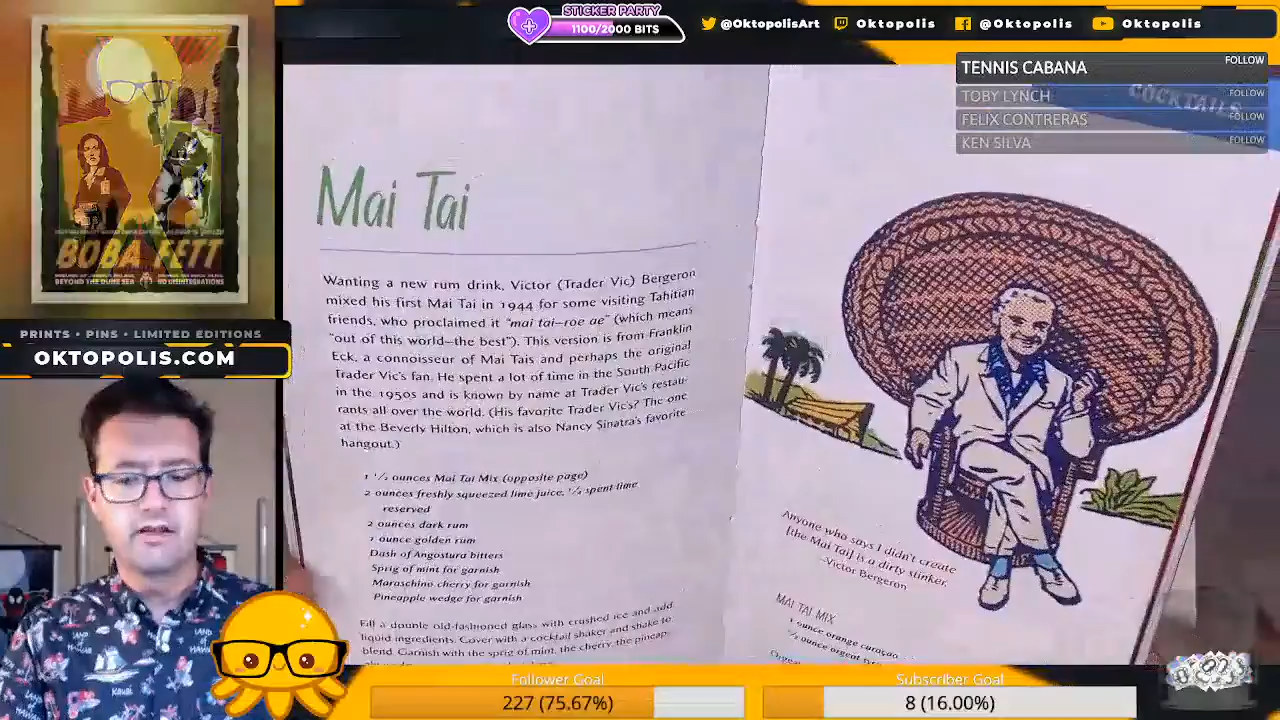 STICKER PARTY
1100/2000 BITS
@OktopolisArt
Oktopolis
@Oktopolis
Oktopolis
TENNIS CABANA FOLLOW
TOBY LYNCH FOLLOW
FELIX CONTRERAS FOLLOW
KEN SILVA FOLLOW
COCKTAILS
BOBA FETT
BEYOND THE DUNE SEA NO DISINTEGRATIONS
PRINTS • PINS • LIMITED EDITIONS
OKTOPOLIS.COM
Mai Tai
Wanting a new rum drink, Victor (Trader Vic) Bergeron
mixed his first Mai Tai in 1944 for some visiting Tahitian
friends, who proclaimed it "mai tai—roe ae" (which means
"out of this world—the best"). This version is from Franklin
Eck, a connoisseur of Mai Tais and perhaps the original
Trader Vic's fan. He spent a lot of time in the South Pacific
in the 1950s and is known by name at Trader Vic's restau-
rants all over the world. (His favorite Trader Vic's? The one
at the Beverly Hilton, which is also Nancy Sinatra's favorite
hangout.)
1 1/2 ounces Mai Tai Mix (opposite page)
2 ounces freshly squeezed lime juice, spent lime
reserved
2 ounces dark rum
1 ounce golden rum
Dash of Angostura bitters
Sprig of mint for garnish
Maraschino cherry for garnish
Pineapple wedge for garnish
Fill a double old-fashioned glass with crushed ice and add
liquid ingredients. Cover with a cocktail shaker and shake to
blend. Garnish with the sprig of mint, the cherry, the pineap-
Anyone who says I didn't create
[the Mai Tai] is a dirty stinker.
–Victor Bergeron
MAI TAI MIX
1 ounce orange curaçao
ounce orgeat
LAND of
KAUAI
Follower Goal
227 (75.67%)
Subscriber Goal
8 (16.00%)